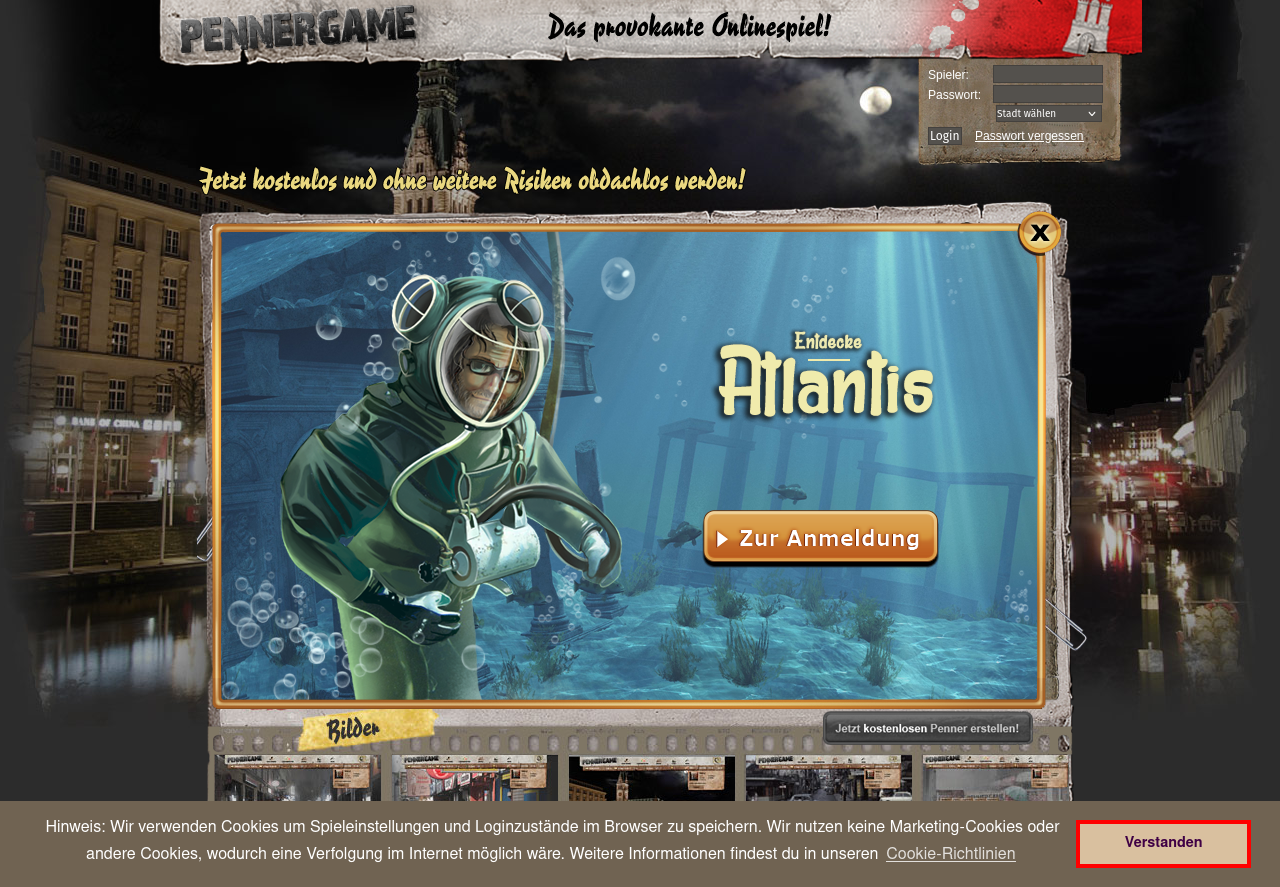 PENNERGAME
Das provokante Onlinespiel!
Spieler:
Passwort:
Stadt wählen
Login Passwort vergessen
Jetzt kostenlos und ohne weitere Risiken obdachlos werden!
X
BANK OF CHINA
Entdecke
Atlantis
Zur Anmeldung
Bilder
Jetzt kostenlosen Penner erstellen!
Hinweis: Wir verwenden Cookies um Spieleinstellungen und Loginzustände im Browser zu speichern. Wir nutzen keine Marketing-Cookies oder
andere Cookies, wodurch eine Verfolgung im Internet möglich wäre. Weitere Informationen findest du in unseren Cookie-Richtlinien
Verstanden